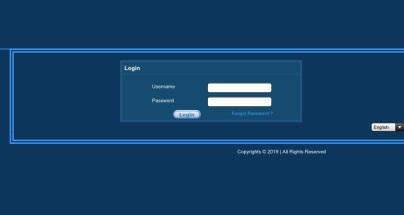 Login
Username
Password
Login
Forgot Password ?
English
Copyrights © 2019 | All Rights Reserved